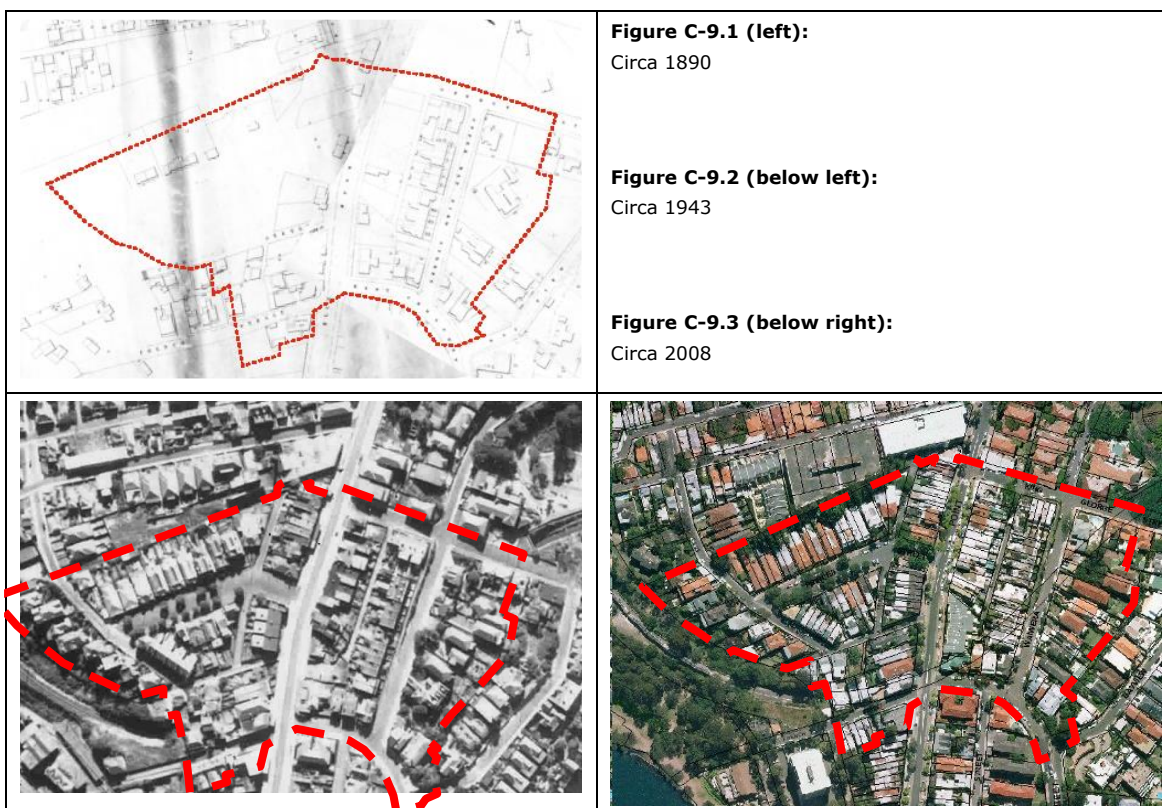 Figure C-9.1 (left):
Circa 1890
Figure C-9.2 (below left):
Circa 1943
Figure C-9.3 (below right):
Circa 2008
GEORGE